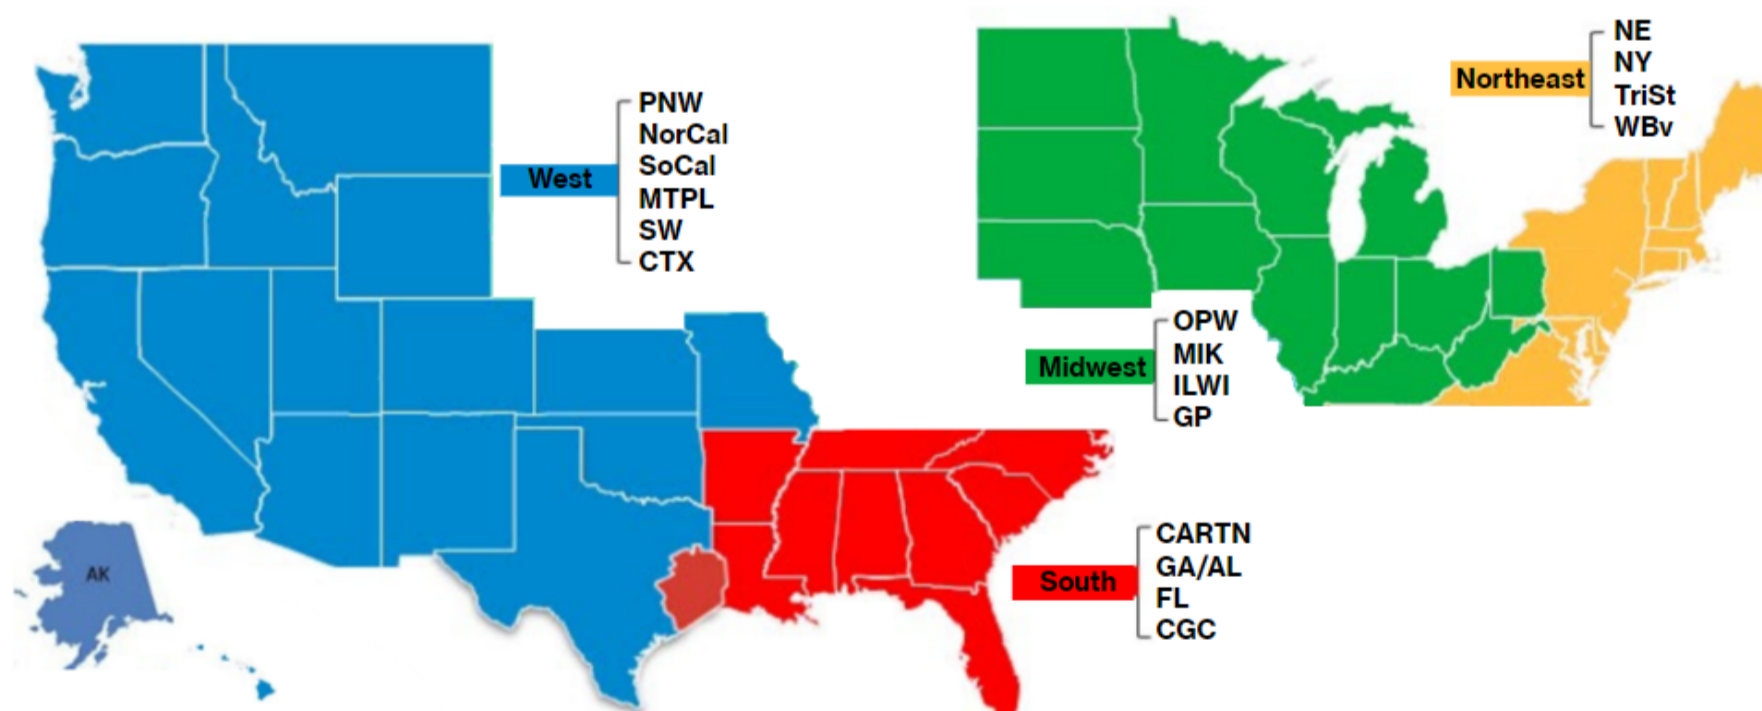 West
PNW
NorCal
SoCal
MTPL
SW
CTX
Northeast
NE
NY
TriSt
WBv
Midwest
OPW
MIK
ILWI
GP
South
CARTN
GA/AL
FL
CGC
AK